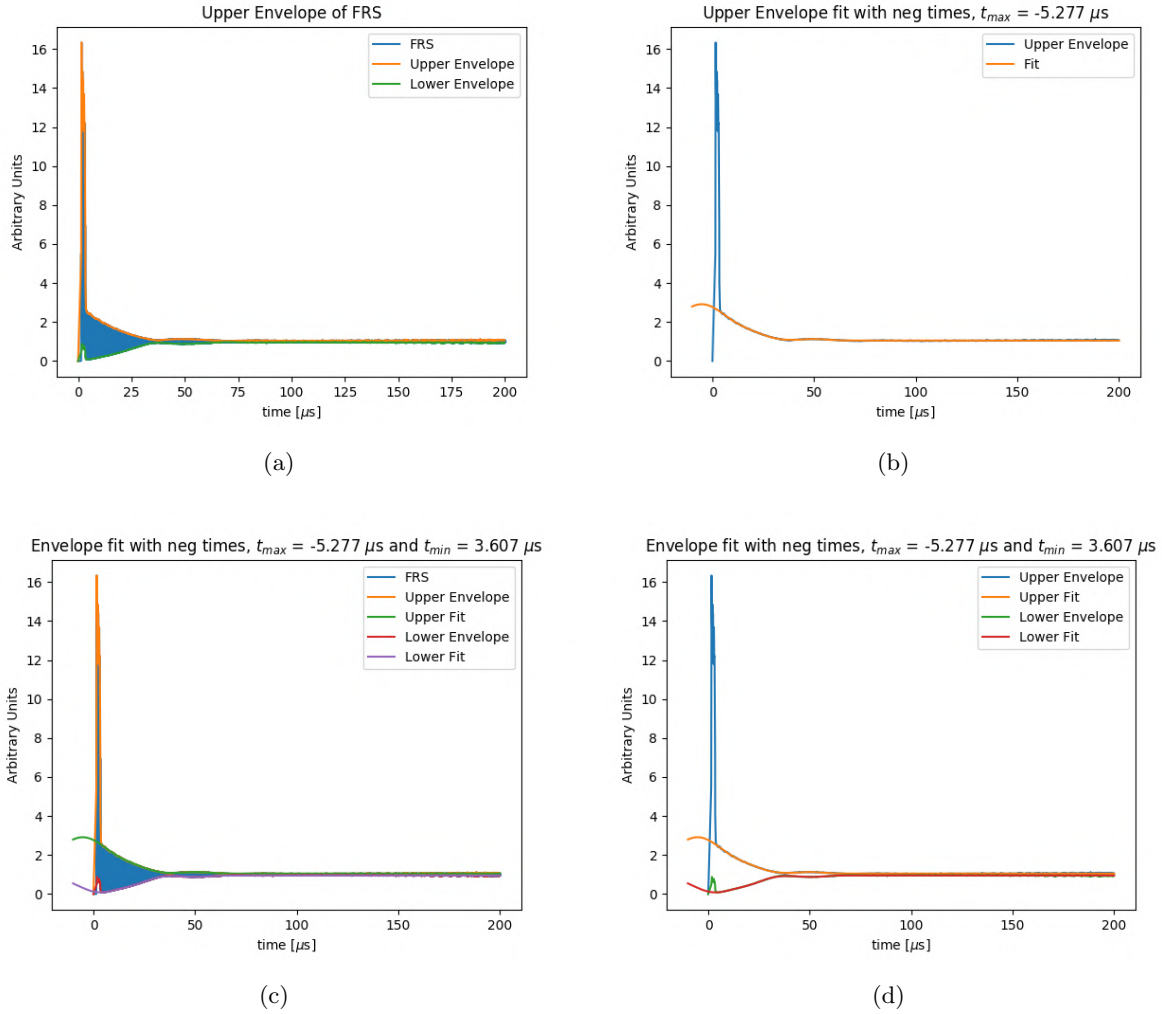 Upper Envelope of FRS
FRS
Upper Envelope
Lower Envelope
16
14
12
10
8
6
4
2
0
Arbitrary Units
0 25 50 75 100 125 150 175 200
time [μs]
(a)
Upper Envelope fit with neg times, t_max = -5.277 μs
Upper Envelope
Fit
16
14
12
10
8
6
4
2
0
Arbitrary Units
0 50 100 150 200
time [μs]
(b)
Envelope fit with neg times, t_max = -5.277 μs and t_min = 3.607 μs
FRS
Upper Envelope
Upper Fit
Lower Envelope
Lower Fit
16
14
12
10
8
6
4
2
0
Arbitrary Units
0 50 100 150 200
time [μs]
(c)
Envelope fit with neg times, t_max = -5.277 μs and t_min = 3.607 μs
Upper Envelope
Upper Fit
Lower Envelope
Lower Fit
16
14
12
10
8
6
4
2
0
Arbitrary Units
0 50 100 150 200
time [μs]
(d)